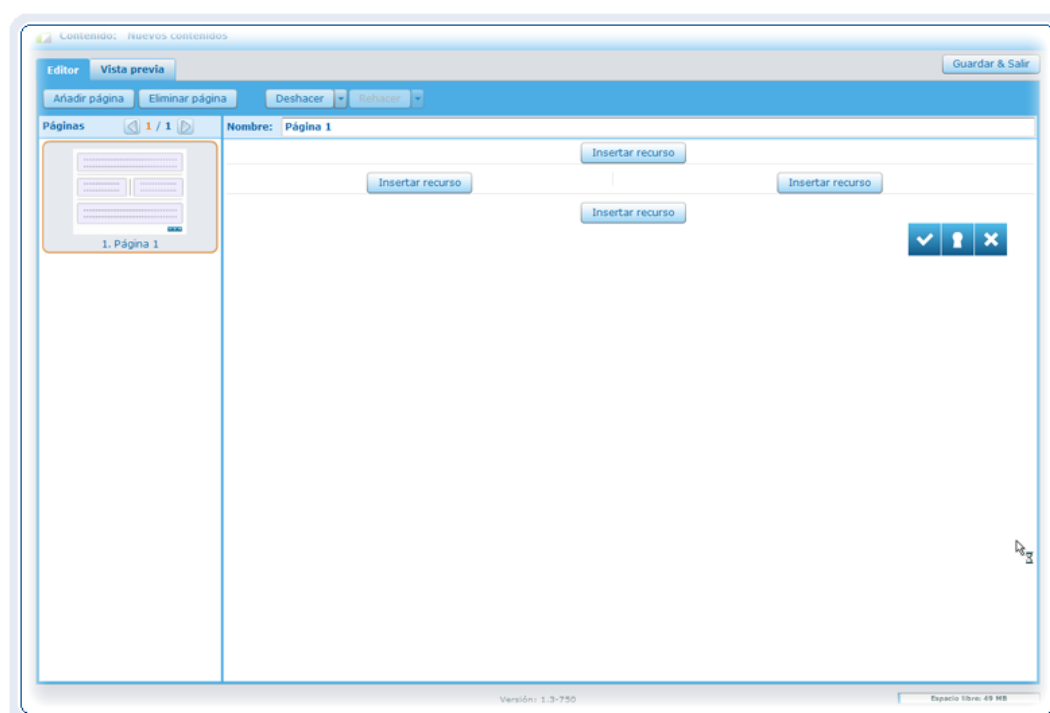 Contenido: Nuevos contenidos
Editor Vista previa Guardar & Salir
Añadir página Eliminar página Deshacer Rehacer
Páginas 1 / 1 Nombre: Página 1
Insertar recurso
Insertar recurso Insertar recurso
Insertar recurso
1. Página 1
Versión: 1.3-750 Espacio libre: 49 MB